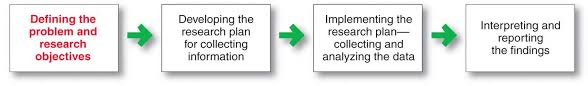 Defining the
problem and
research
objectives
Developing the
research plan
for collecting
information
Implementing the
research plan—
collecting and
analyzing the data
Interpreting and
reporting
the findings